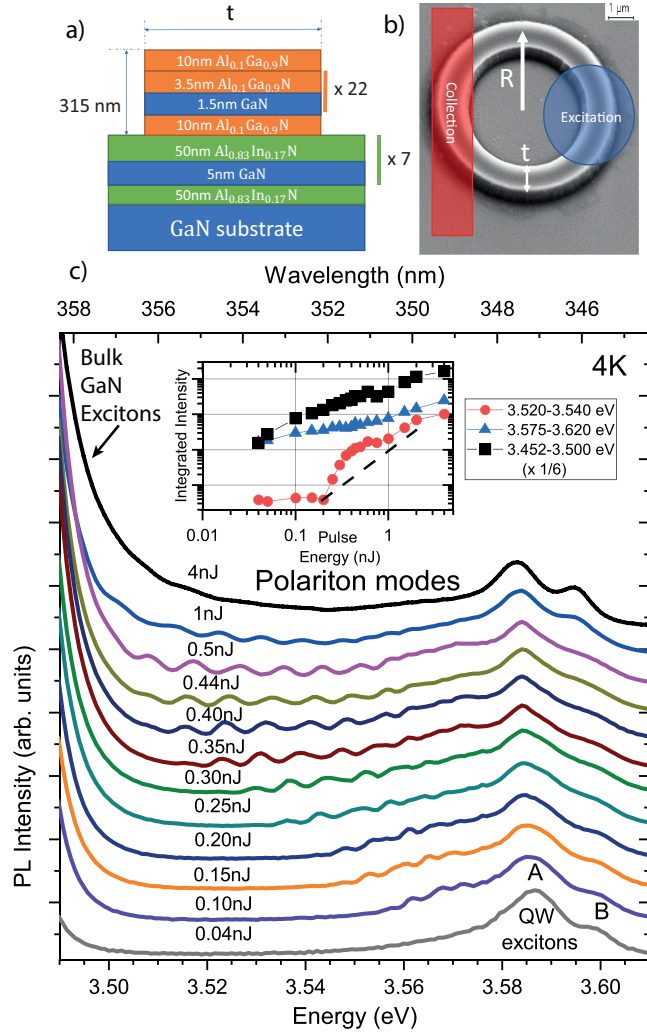 a)
t
10nm Al0.1Ga0.9N
3.5nm Al0.1Ga0.9N
1.5nm GaN
10nm Al0.1Ga0.9N
315 nm
x 22
50nm Al0.83In0.17N
5nm GaN
50nm Al0.83In0.17N
x 7
GaN substrate
b)
1 μm
R
t
Collection
Excitation
c)
Wavelength (nm)
358 356 354 352 350 348 346
Bulk
GaN
Excitons
4K
Integrated Intensity
0.01 0.1 1
Pulse
Energy (nJ)
3.520-3.540 eV
3.575-3.620 eV
3.452-3.500 eV
(x 1/6)
Polariton modes
4nJ
1nJ
0.5nJ
0.44nJ
0.40nJ
0.35nJ
0.30nJ
0.25nJ
0.20nJ
0.15nJ
0.10nJ
0.04nJ
A
B
QW
excitons
PL Intensity (arb. units)
3.50 3.52 3.54 3.56 3.58 3.60
Energy (eV)